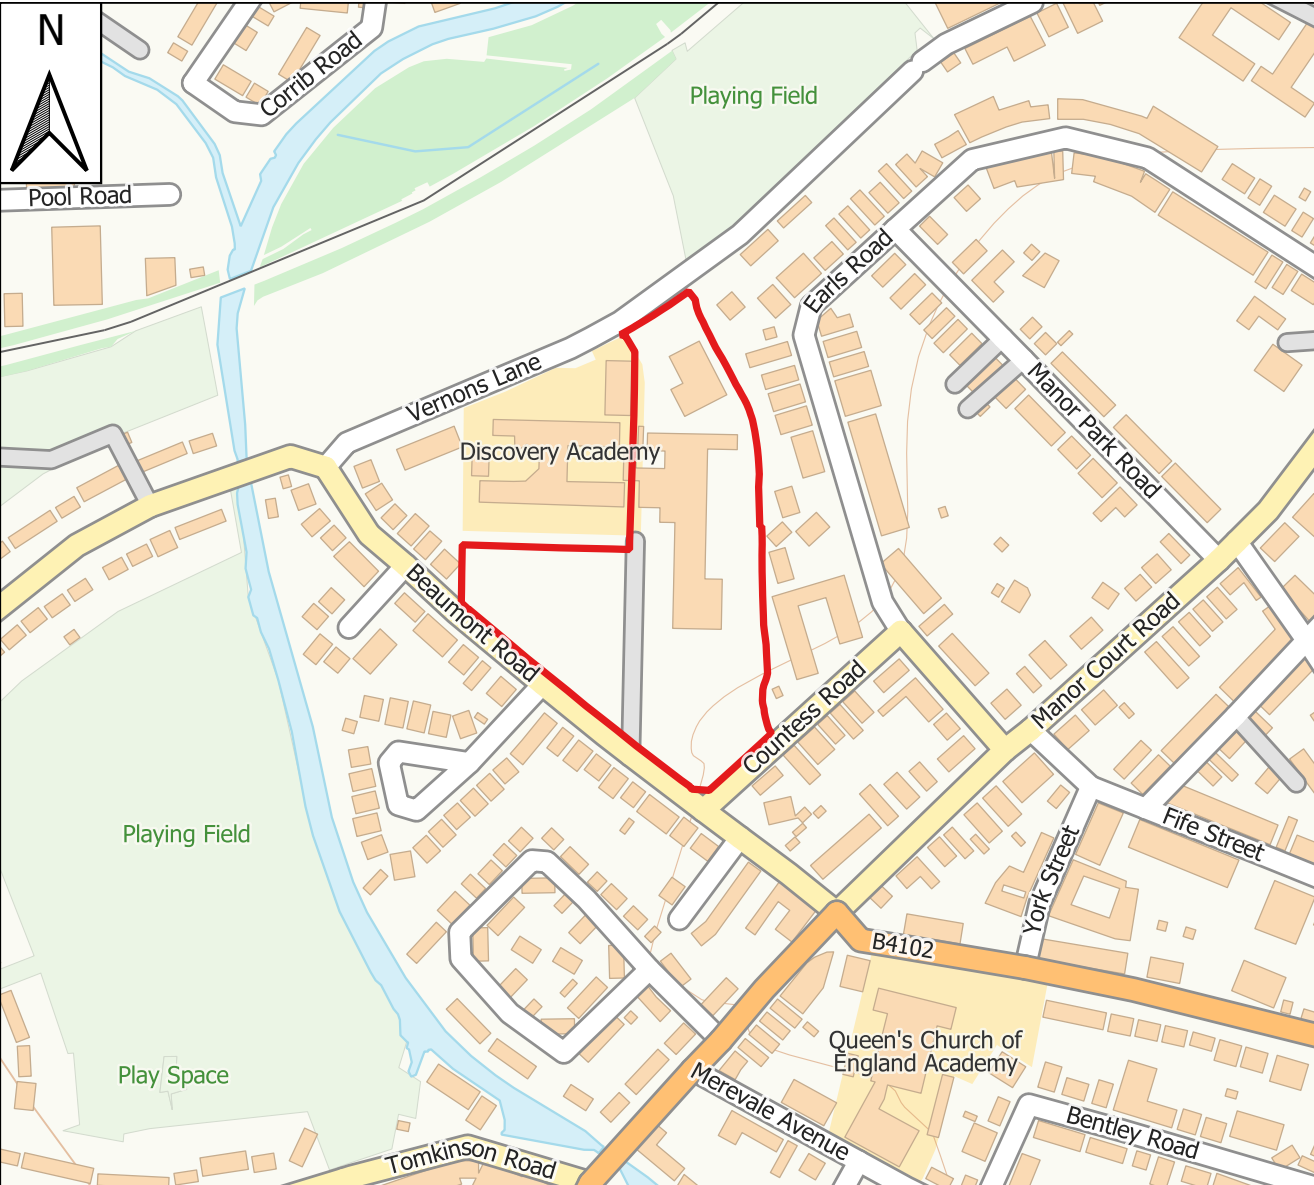 N
Corrib Road
Playing Field
Pool Road
Earls Road
Vernons Lane
Manor Park Road
Discovery Academy
Beaumont Road
Manor Court Road
Countess Road
Playing Field
Fife Street
York Street
B4102
Queen's Church of
England Academy
Play Space
Merevale Avenue
Bentley Road
Tomkinson Road